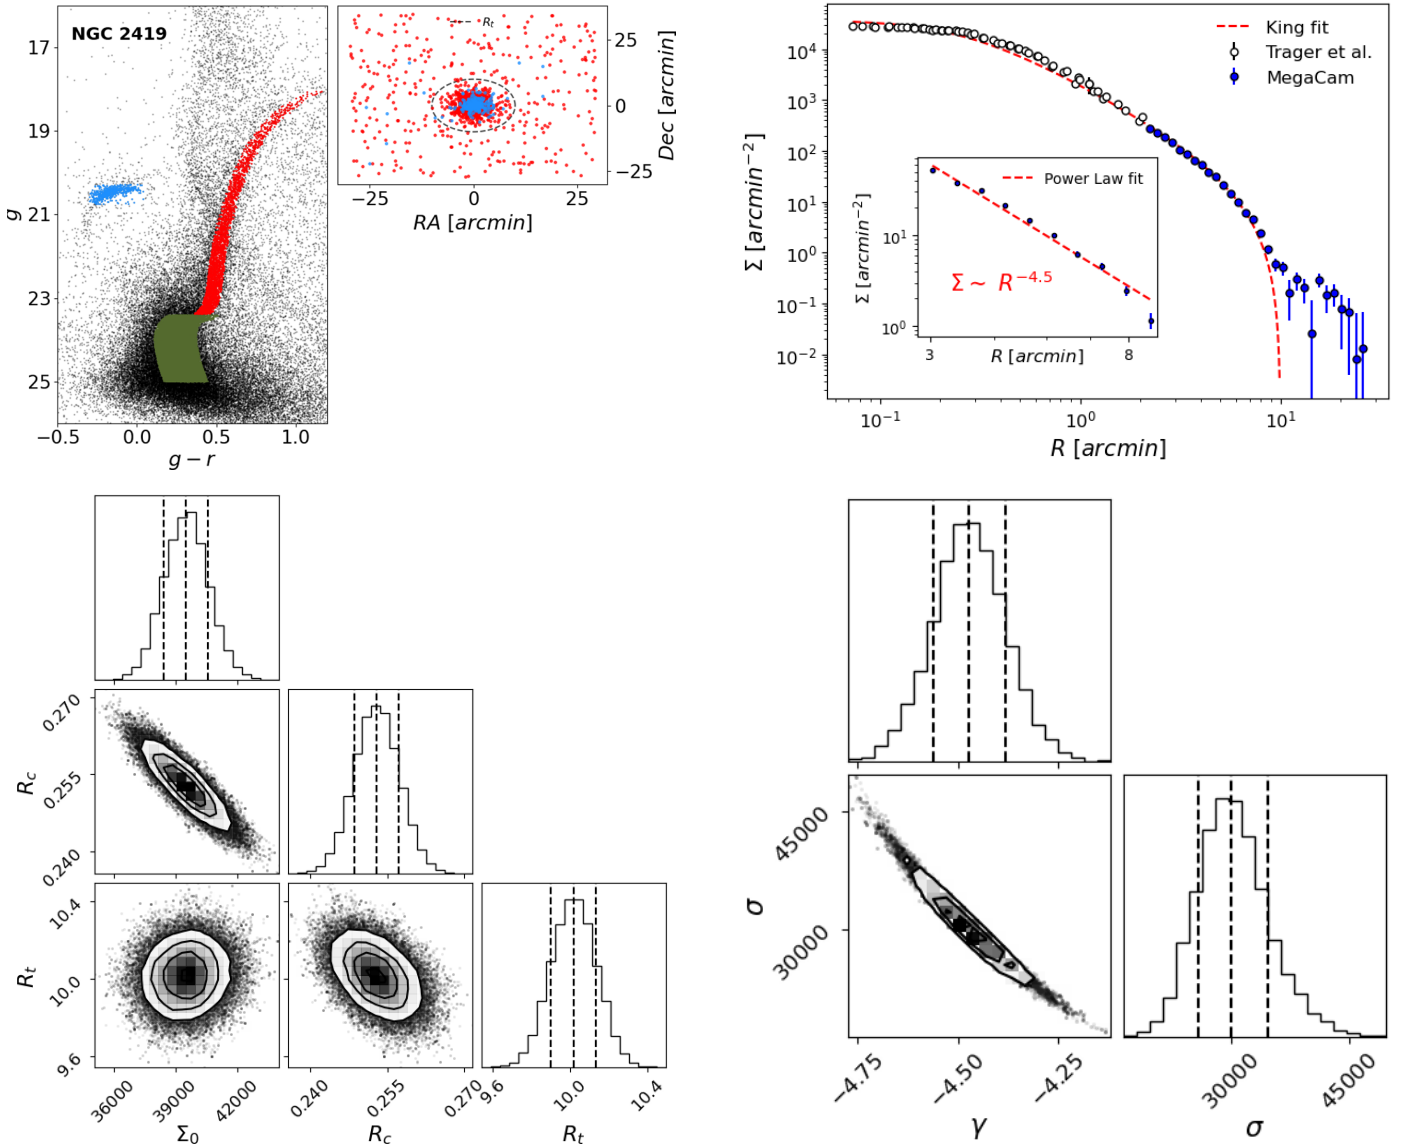 NGC 2419
17
19
21
23
25
g
−0.5 0.0 0.5 1.0
g − r
R_t
25
0
−25
Dec [arcmin]
−25 0 25
RA [arcmin]
King fit
Trager et al.
MegaCam
10^4
10^3
10^2
10^1
10^0
10^−1
10^−2
Σ [arcmin^−2]
10^−1 10^0 10^1
R [arcmin]
Power Law fit
Σ ~ R^−4.5
10^1
10^0
Σ [arcmin^−2]
3 8
R [arcmin]
0.270
0.255
0.240
R_c
10.4
10.0
9.6
R_t
36000 39000 42000
Σ_0
0.240 0.255 0.270
R_c
9.6 10.0 10.4
R_t
45000
30000
σ
−4.75 −4.50 −4.25
γ
30000 45000
σ